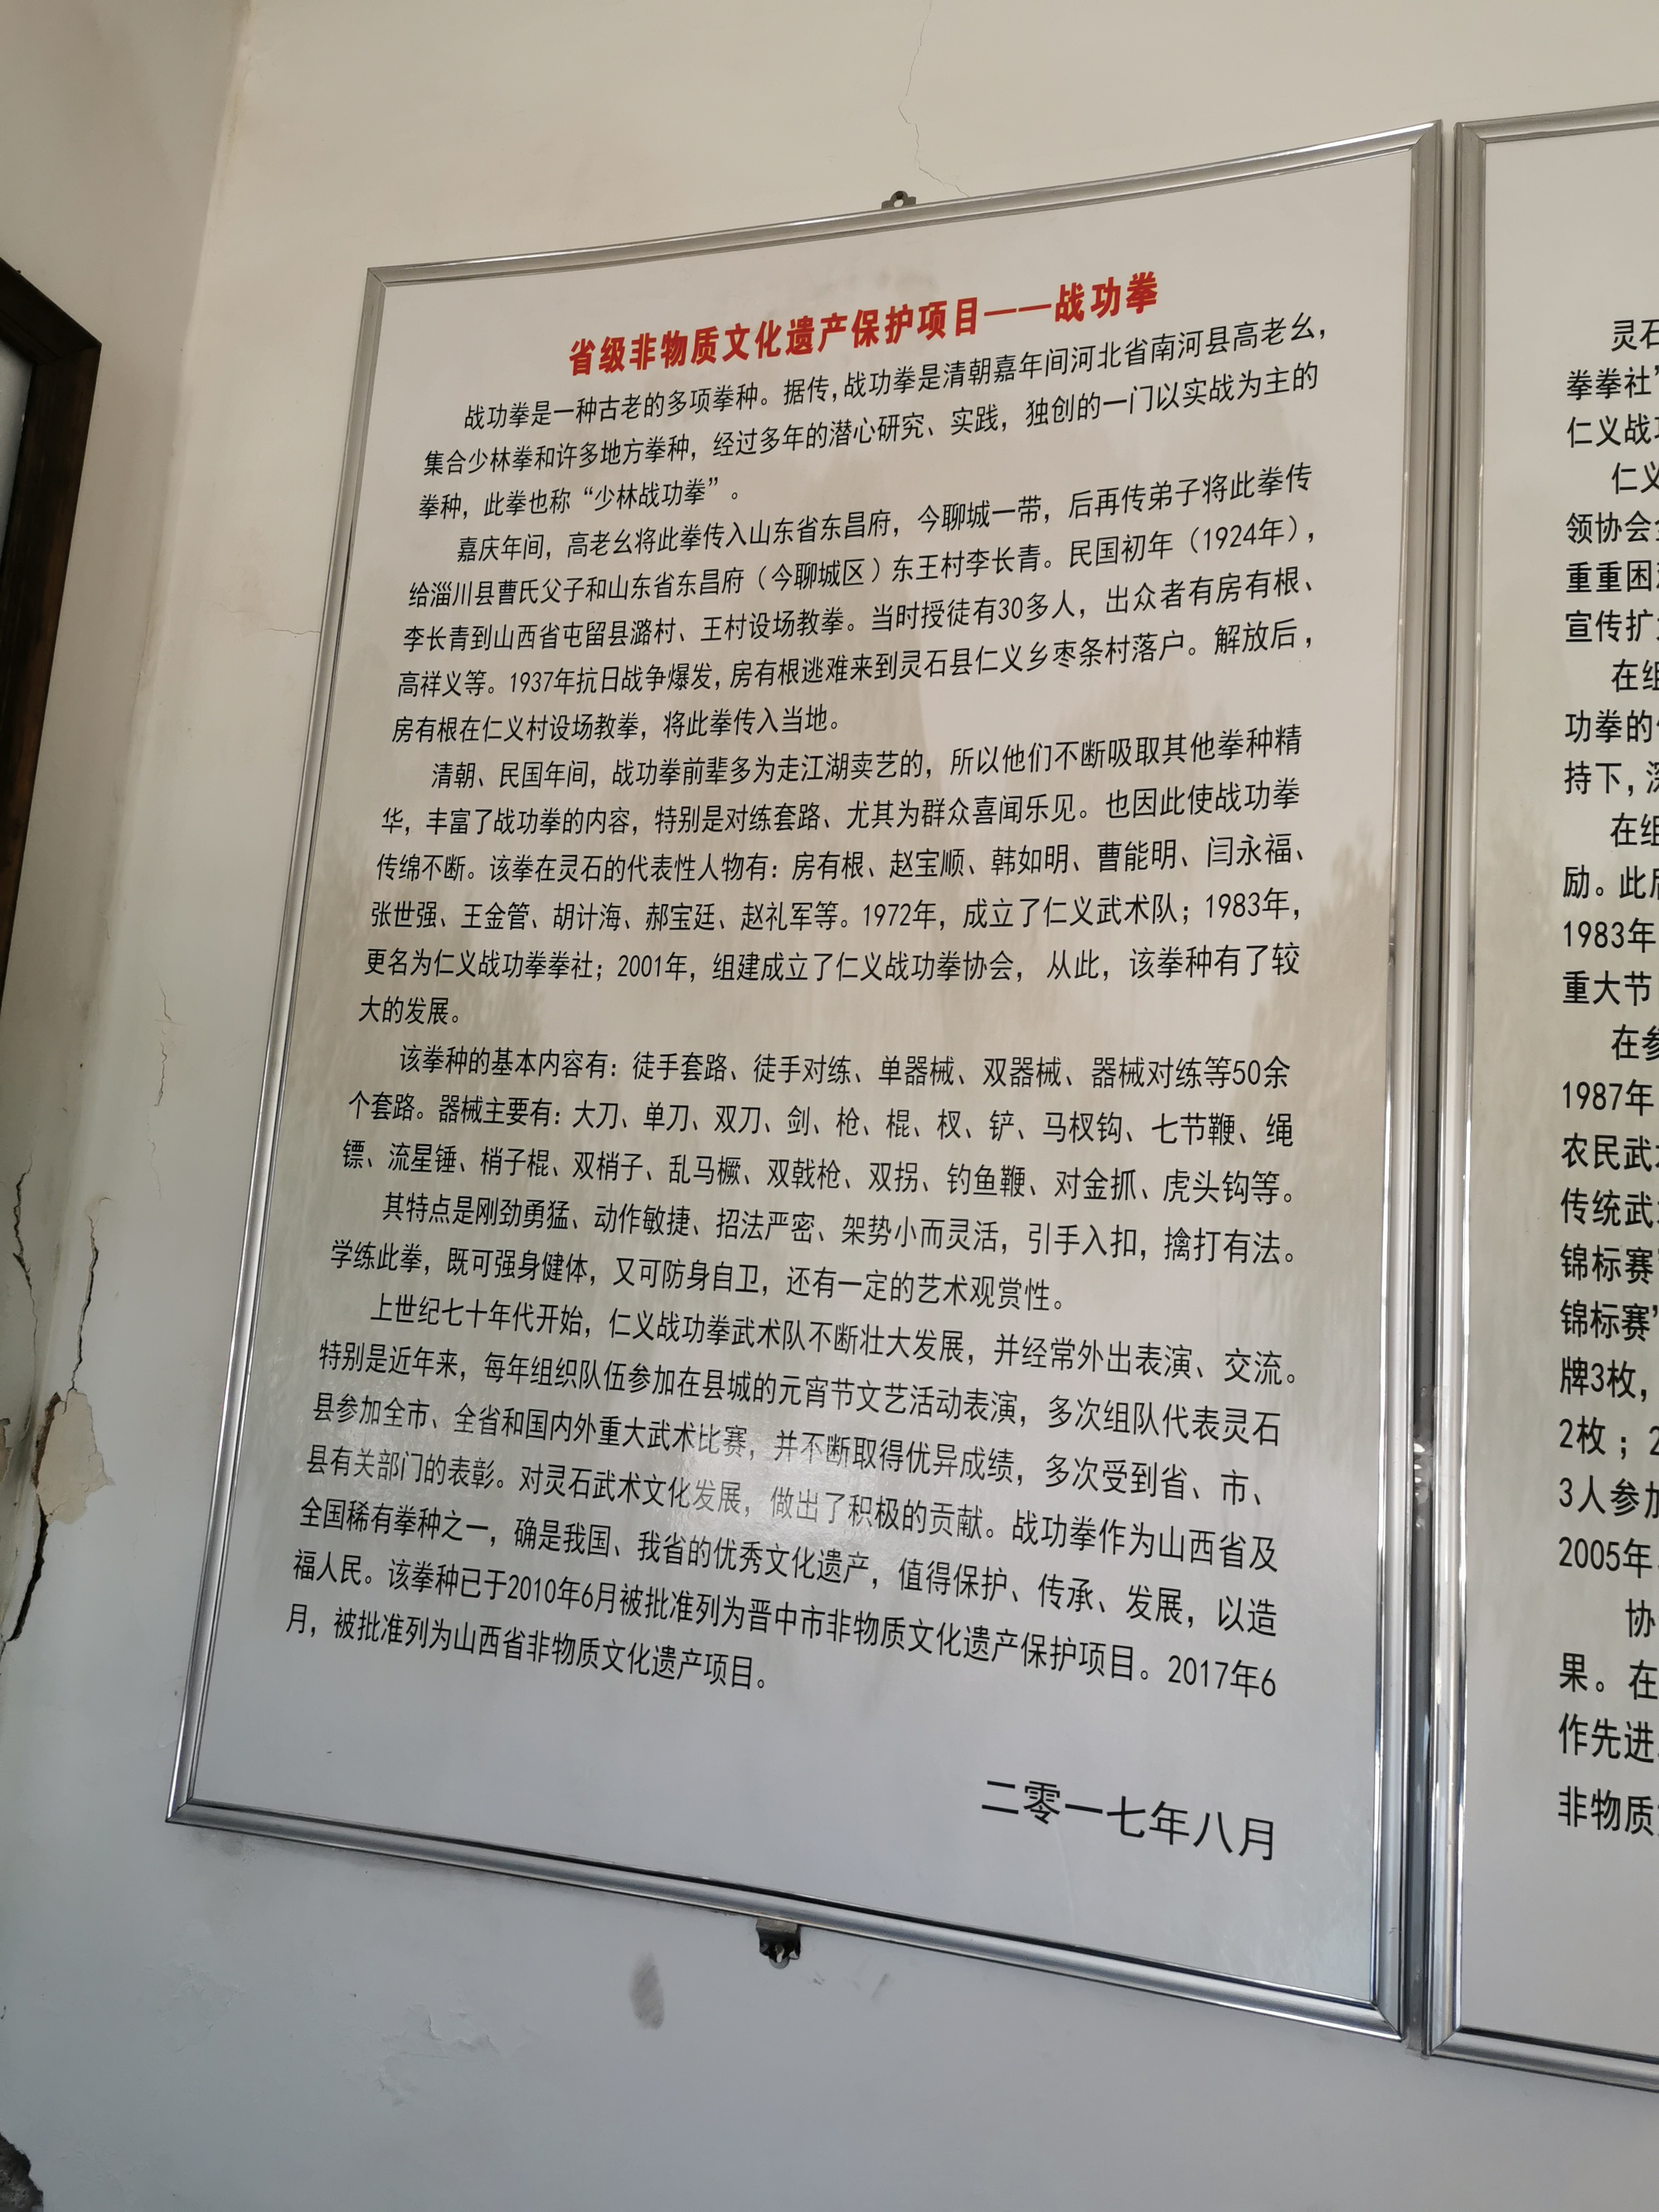 省级非物质文化遗产保护项目——战功拳
战功拳是一种古老的多项拳种。据传,战功拳是清朝嘉年间河北省南河县高老幺，
集合少林拳和许多地方拳种，经过多年的潜心研究、实践，独创的一门以实战为主的
拳种，此拳也称“少林战功拳”。
嘉庆年间，高老幺将此拳传入山东省东昌府，今聊城一带，后再传弟子将此拳传
给淄川县曹氏父子和山东省东昌府（今聊城区）东王村李长青。民国初年（1924年），
李长青到山西省屯留县潞村、王村设场教拳。当时授徒有30多人，出众者有房有根、
高祥义等。1937年抗日战争爆发,房有根逃难来到灵石县仁义乡枣条村落户。解放后，
房有根在仁义村设场教拳，将此拳传入当地。
清朝、民国年间，战功拳前辈多为走江湖卖艺的，所以他们不断吸取其他拳种精
华，丰富了战功拳的内容，特别是对练套路、尤其为群众喜闻乐见。也因此使战功拳
传绵不断。该拳在灵石的代表性人物有：房有根、赵宝顺、韩如明、曹能明、闫永福、
张世强、王金管、胡计海、郝宝廷、赵礼军等。1972年，成立了仁义武术队；1983年，
更名为仁义战功拳拳社；2001年，组建成立了仁义战功拳协会，从此，该拳种有了较
大的发展。
该拳种的基本内容有：徒手套路、徒手对练、单器械、双器械、器械对练等50余
个套路。器械主要有：大刀、单刀、双刀、剑、枪、棍、杈、铲、马杈钩、七节鞭、绳
镖、流星锤、梢子棍、双梢子、乱马橛、双戟枪、双拐、钓鱼鞭、对金抓、虎头钩等。
其特点是刚劲勇猛、动作敏捷、招法严密、架势小而灵活，引手入扣，擒打有法。
学练此拳，既可强身健体，又可防身自卫，还有一定的艺术观赏性。
上世纪七十年代开始，仁义战功拳武术队不断壮大发展，并经常外出表演、交流。
特别是近年来，每年组织队伍参加在县城的元宵节文艺活动表演，多次组队代表灵石
县参加全市、全省和国内外重大武术比赛，并不断取得优异成绩，多次受到省、市、
县有关部门的表彰。对灵石武术文化发展，做出了积极的贡献。战功拳作为山西省及
全国稀有拳种之一，确是我国、我省的优秀文化遗产，值得保护、传承、发展，以造
福人民。该拳种已于2010年6月被批准列为晋中市非物质文化遗产保护项目。2017年6
月，被批准列为山西省非物质文化遗产项目。
二零一七年八月
灵石
拳拳社”
仁义战功
仁义
领协会
重重困
宣传扩
在组
功拳的
持下，
在组
励。此后
1983年
重大节
在参
1987年
农民武术
传统武
锦标赛
锦标赛”
牌3枚，
2枚；2
3人参加
2005年
协
果。在
作先进
非物质